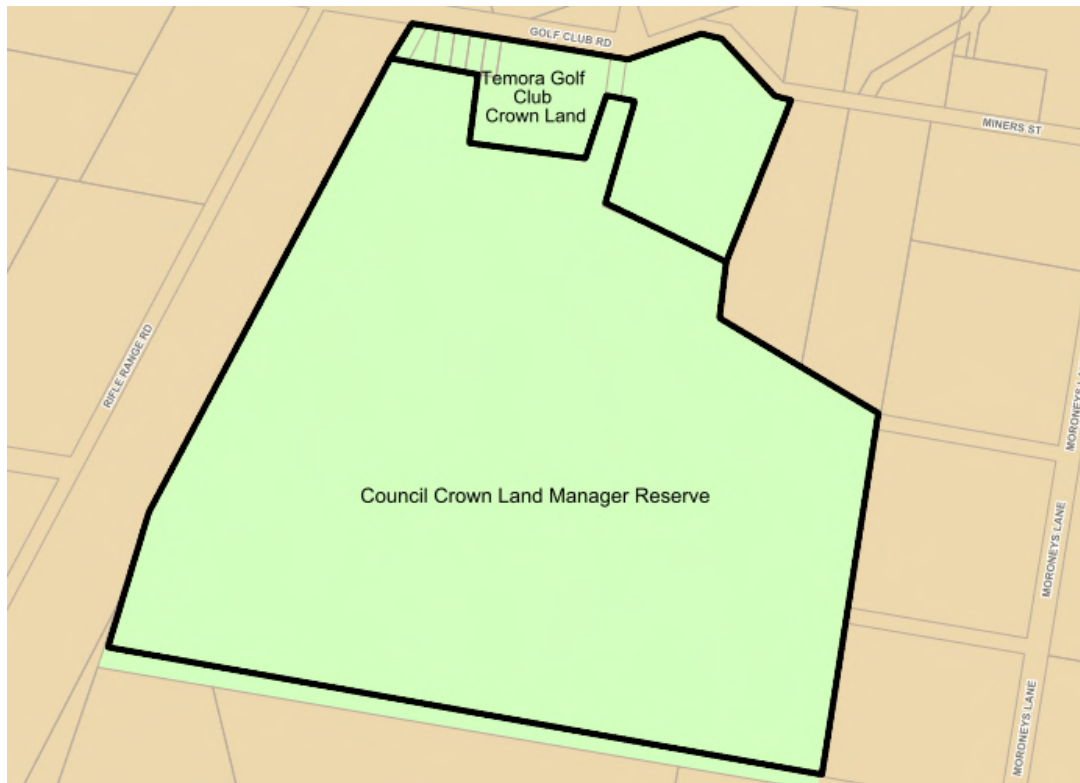 GOLF CLUB RD
Temora Golf
Club
Crown Land
MINERS ST
RIFLE RANGE RD
MORONEYS LA
Council Crown Land Manager Reserve
MORONEYS LANE
MORONEYS LANE